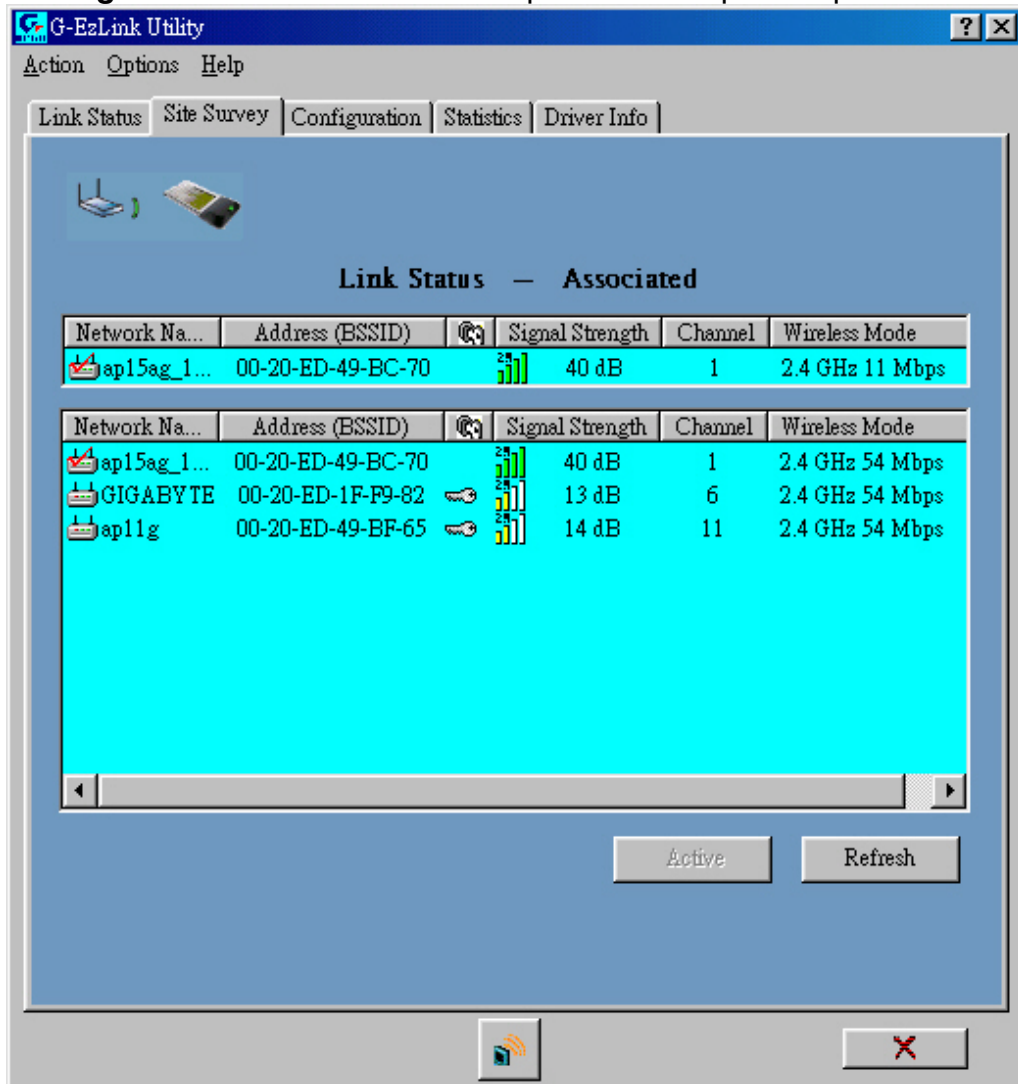 G-EzLink Utility
Action Options Help
Link Status Site Survey Configuration Statistics Driver Info
Link Status — Associated
Network Na... Address (BSSID) Signal Strength Channel Wireless Mode
ap15ag_1... 00-20-ED-49-BC-70 40 dB 1 2.4 GHz 11 Mbps
Network Na... Address (BSSID) Signal Strength Channel Wireless Mode
ap15ag_1... 00-20-ED-49-BC-70 40 dB 1 2.4 GHz 54 Mbps
GIGABYTE 00-20-ED-1F-F9-82 13 dB 6 2.4 GHz 54 Mbps
ap11g 00-20-ED-49-BF-65 14 dB 11 2.4 GHz 54 Mbps
Active Refresh